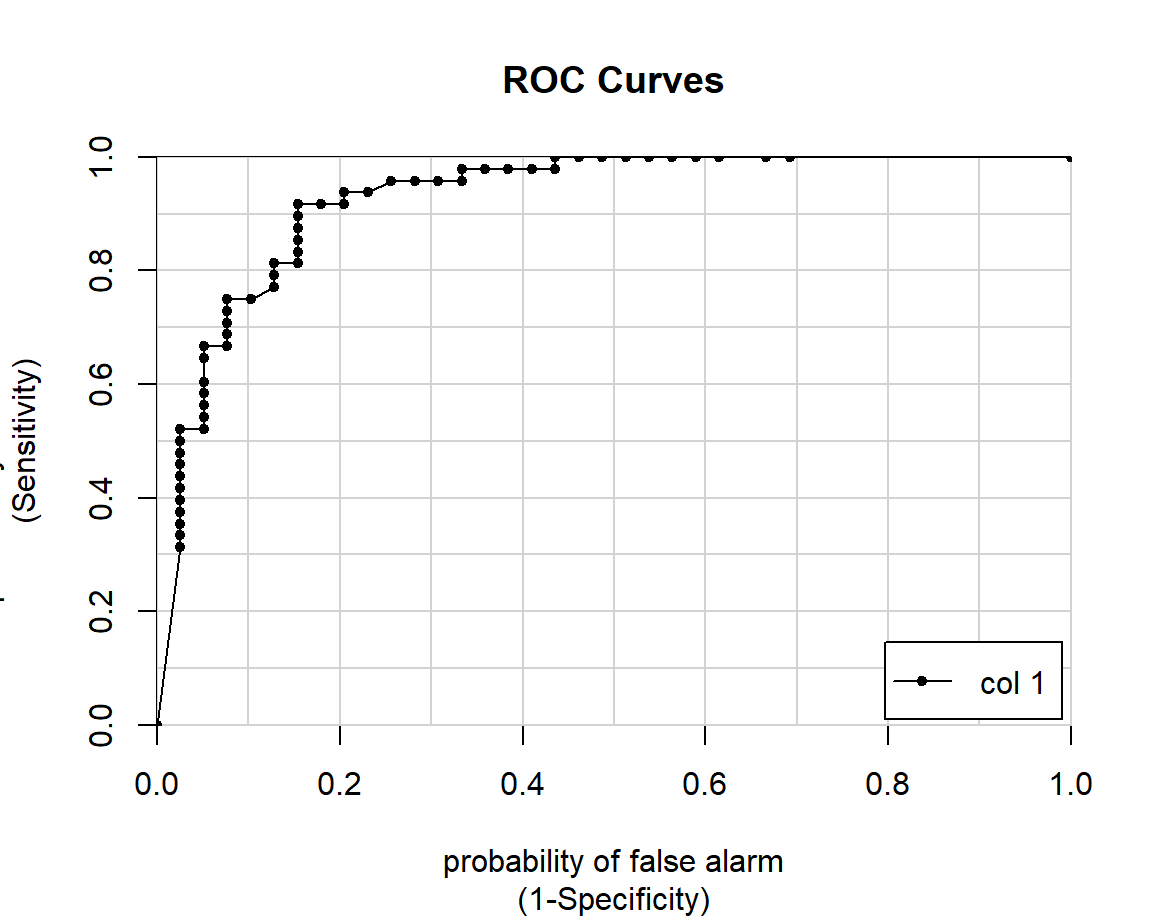 ROC Curves
1.0
0.8
0.6
0.4
0.2
0.0
(Sensitivity)
col 1
0.0 0.2 0.4 0.6 0.8 1.0
probability of false alarm
(1-Specificity)